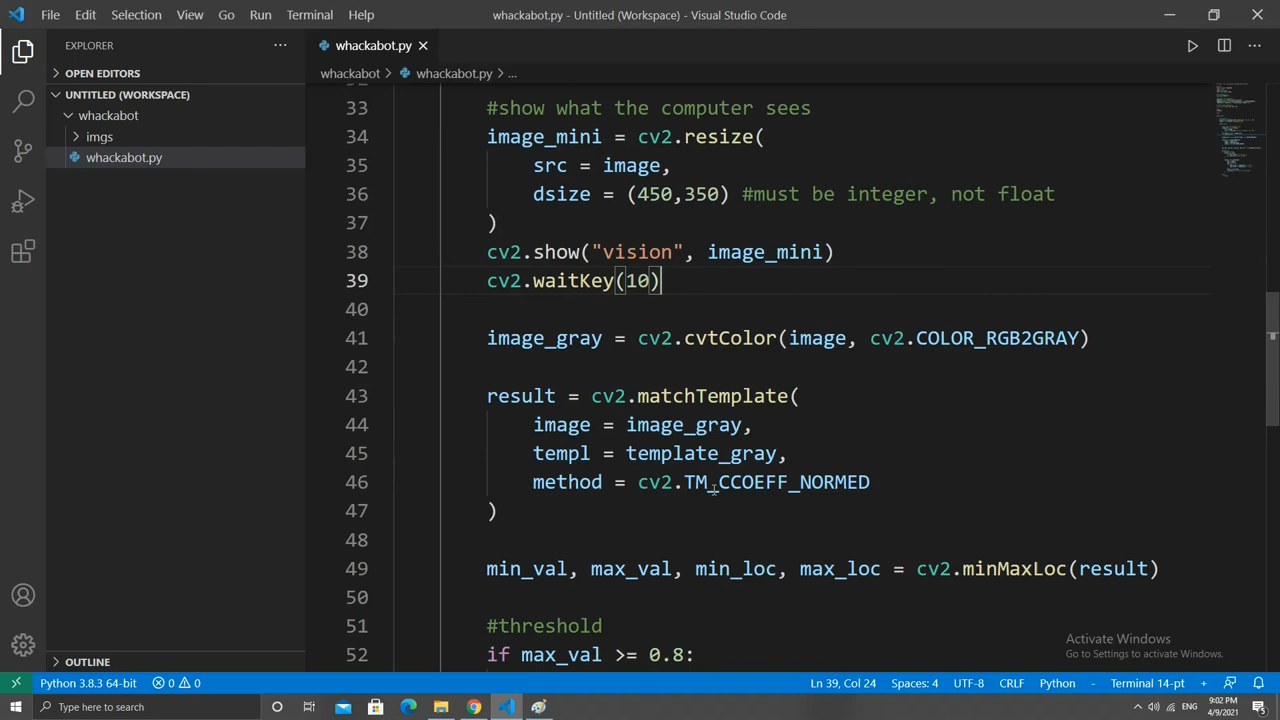 File Edit Selection View Go Run Terminal Help
whackabot.py - Untitled (Workspace) - Visual Studio Code
EXPLORER
OPEN EDITORS
UNTITLED (WORKSPACE)
whackabot
imgs
whackabot.py
OUTLINE
whackabot.py
whackabot > whackabot.py > ...
33 #show what the computer sees
34 image_mini = cv2.resize(
35 src = image,
36 dsize = (450,350) #must be integer, not float
37 )
38 cv2.show("vision", image_mini)
39 cv2.waitKey(10)
40
41 image_gray = cv2.cvtColor(image, cv2.COLOR_RGB2GRAY)
42
43 result = cv2.matchTemplate(
44 image = image_gray,
45 templ = template_gray,
46 method = cv2.TM_CCOEFF_NORMED
47 )
48
49 min_val, max_val, min_loc, max_loc = cv2.minMaxLoc(result)
50
51 #threshold
52 if max_val >= 0.8:
Activate Windows
Go to Settings to activate Windows.
Python 3.8.3 64-bit 0 0 Ln 39, Col 24 Spaces: 4 UTF-8 CRLF Python - Terminal 14-pt +
Type here to search
ENG
9:02 PM
4/9/2021
5